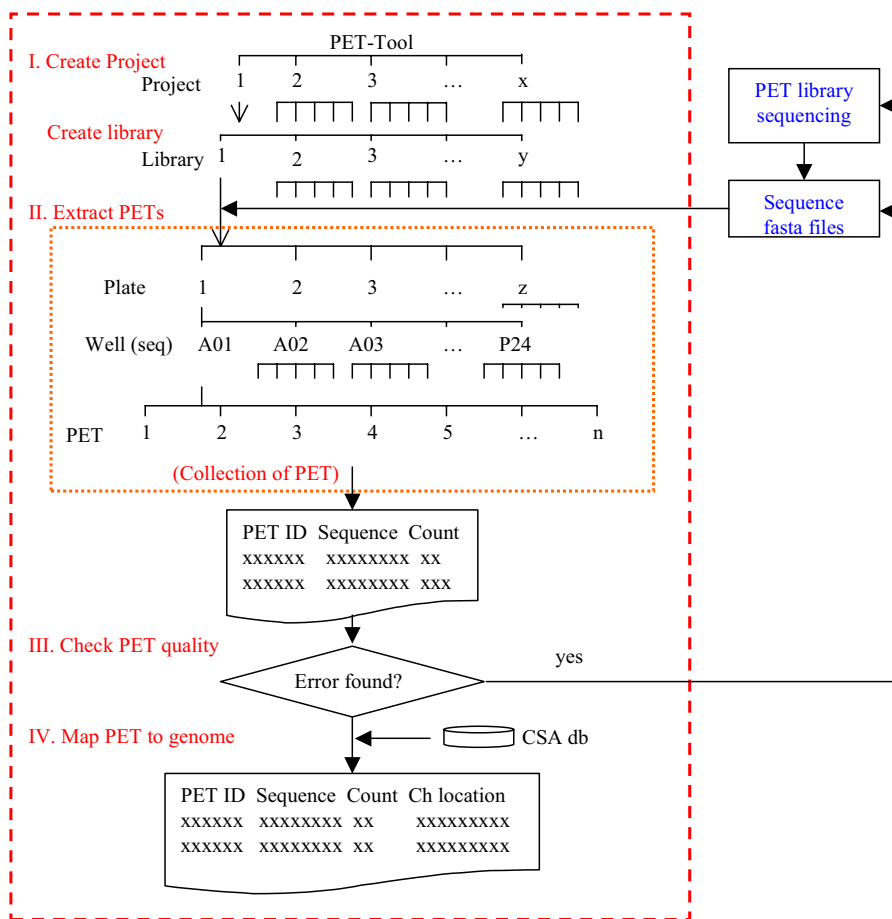 PET-Tool
I. Create Project
Project 1 2 3 … x
Create library
Library 1 2 3 … y
PET library
sequencing
Sequence
fasta files
II. Extract PETs
Plate 1 2 3 … z
Well (seq) A01 A02 A03 … P24
PET 1 2 3 4 5 … n
(Collection of PET)
PET ID Sequence Count
xxxxxx xxxxxxxx xx
xxxxxx xxxxxxxx xxx
III. Check PET quality
Error found?
yes
IV. Map PET to genome
CSA db
PET ID Sequence Count Ch location
xxxxxx xxxxxxxx xx xxxxxxxxx
xxxxxx xxxxxxxx xx xxxxxxxxx